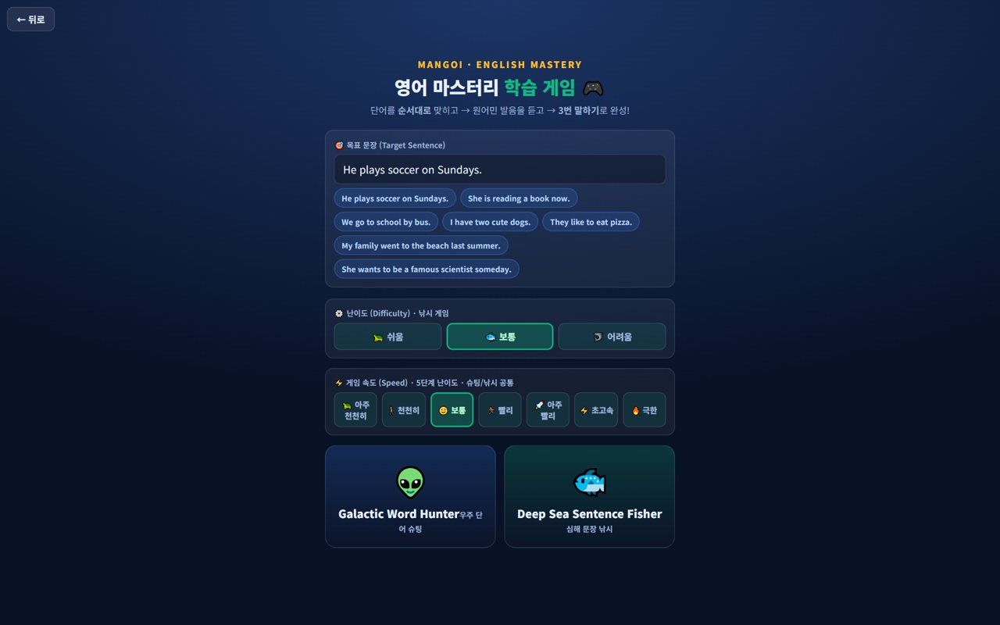 ← 뒤로
MANGOI · ENGLISH MASTERY
영어 마스터리 학습 게임 🎮
단어를 순서대로 맞히고 → 원어민 발음을 듣고 → 3번 말하기로 완성!
🎯 목표 문장 (Target Sentence)
He plays soccer on Sundays.
He plays soccer on Sundays. She is reading a book now.
We go to school by bus. I have two cute dogs. They like to eat pizza.
My family went to the beach last summer.
She wants to be a famous scientist someday.
⚙️ 난이도 (Difficulty) · 낚시 게임
🐢 쉬움 🐟 보통 🦈 어려움
⚡ 게임 속도 (Speed) · 5단계 난이도 · 슈팅/낚시 공통
🐢 아주 천천히 🚶 천천히 🙂 보통 🏃 빨리 🚀 아주 빨리 ⚡ 초고속 🔥 극한
Galactic Word Hunter우주 단
어 슈팅
Deep Sea Sentence Fisher
심해 문장 낚시